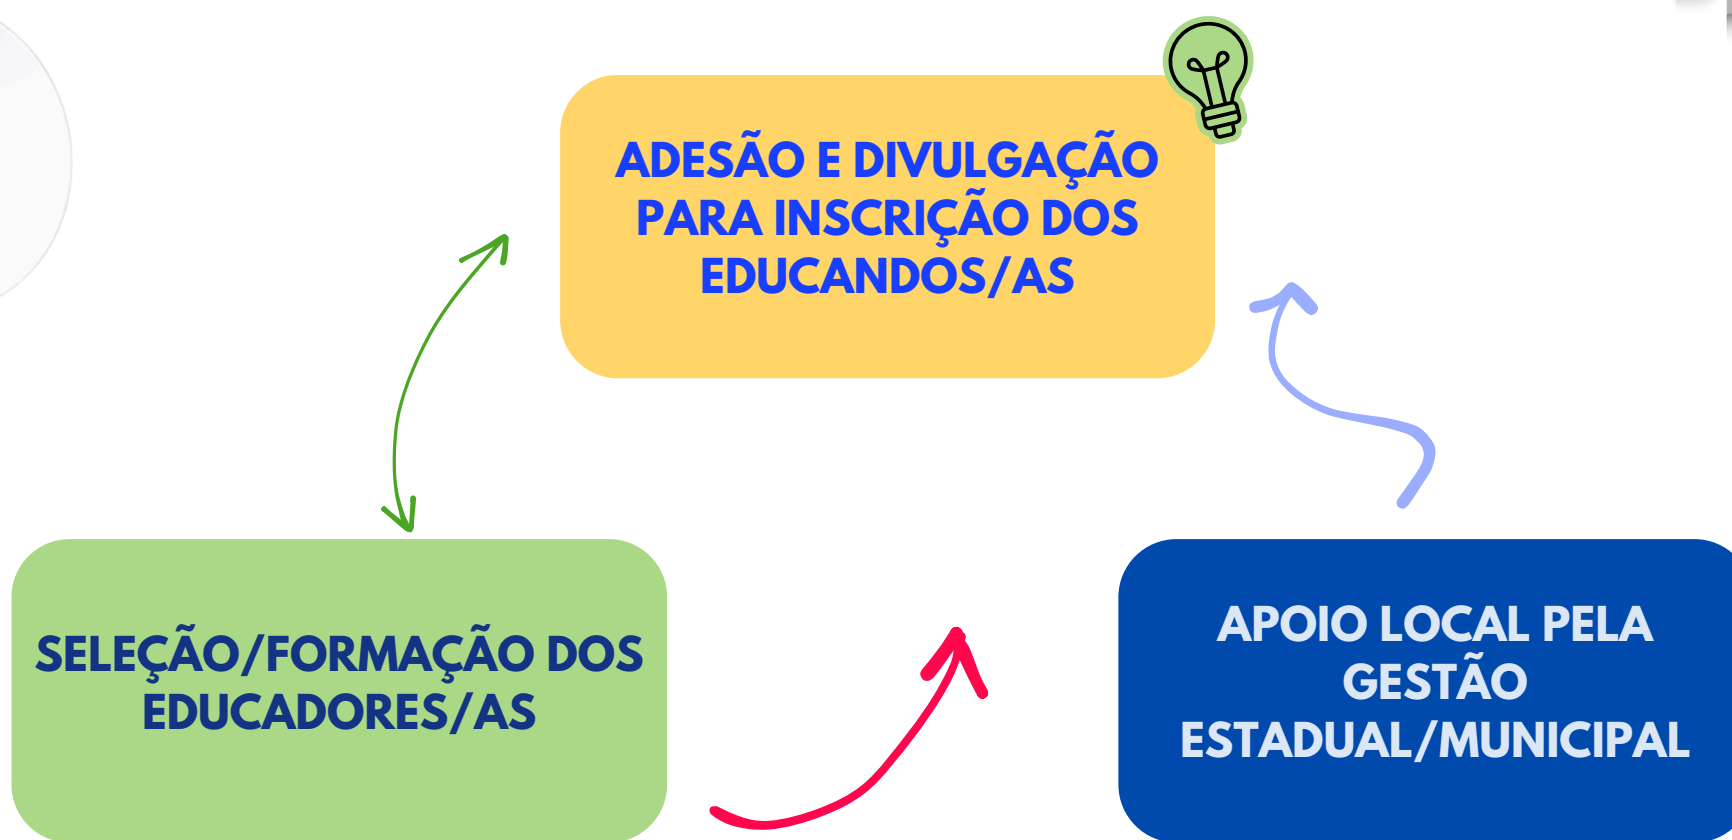 ADESÃO E DIVULGAÇÃO
PARA INSCRIÇÃO DOS
EDUCANDOS/AS
SELEÇÃO/FORMAÇÃO DOS
EDUCADORES/AS
APOIO LOCAL PELA
GESTÃO
ESTADUAL/MUNICIPAL